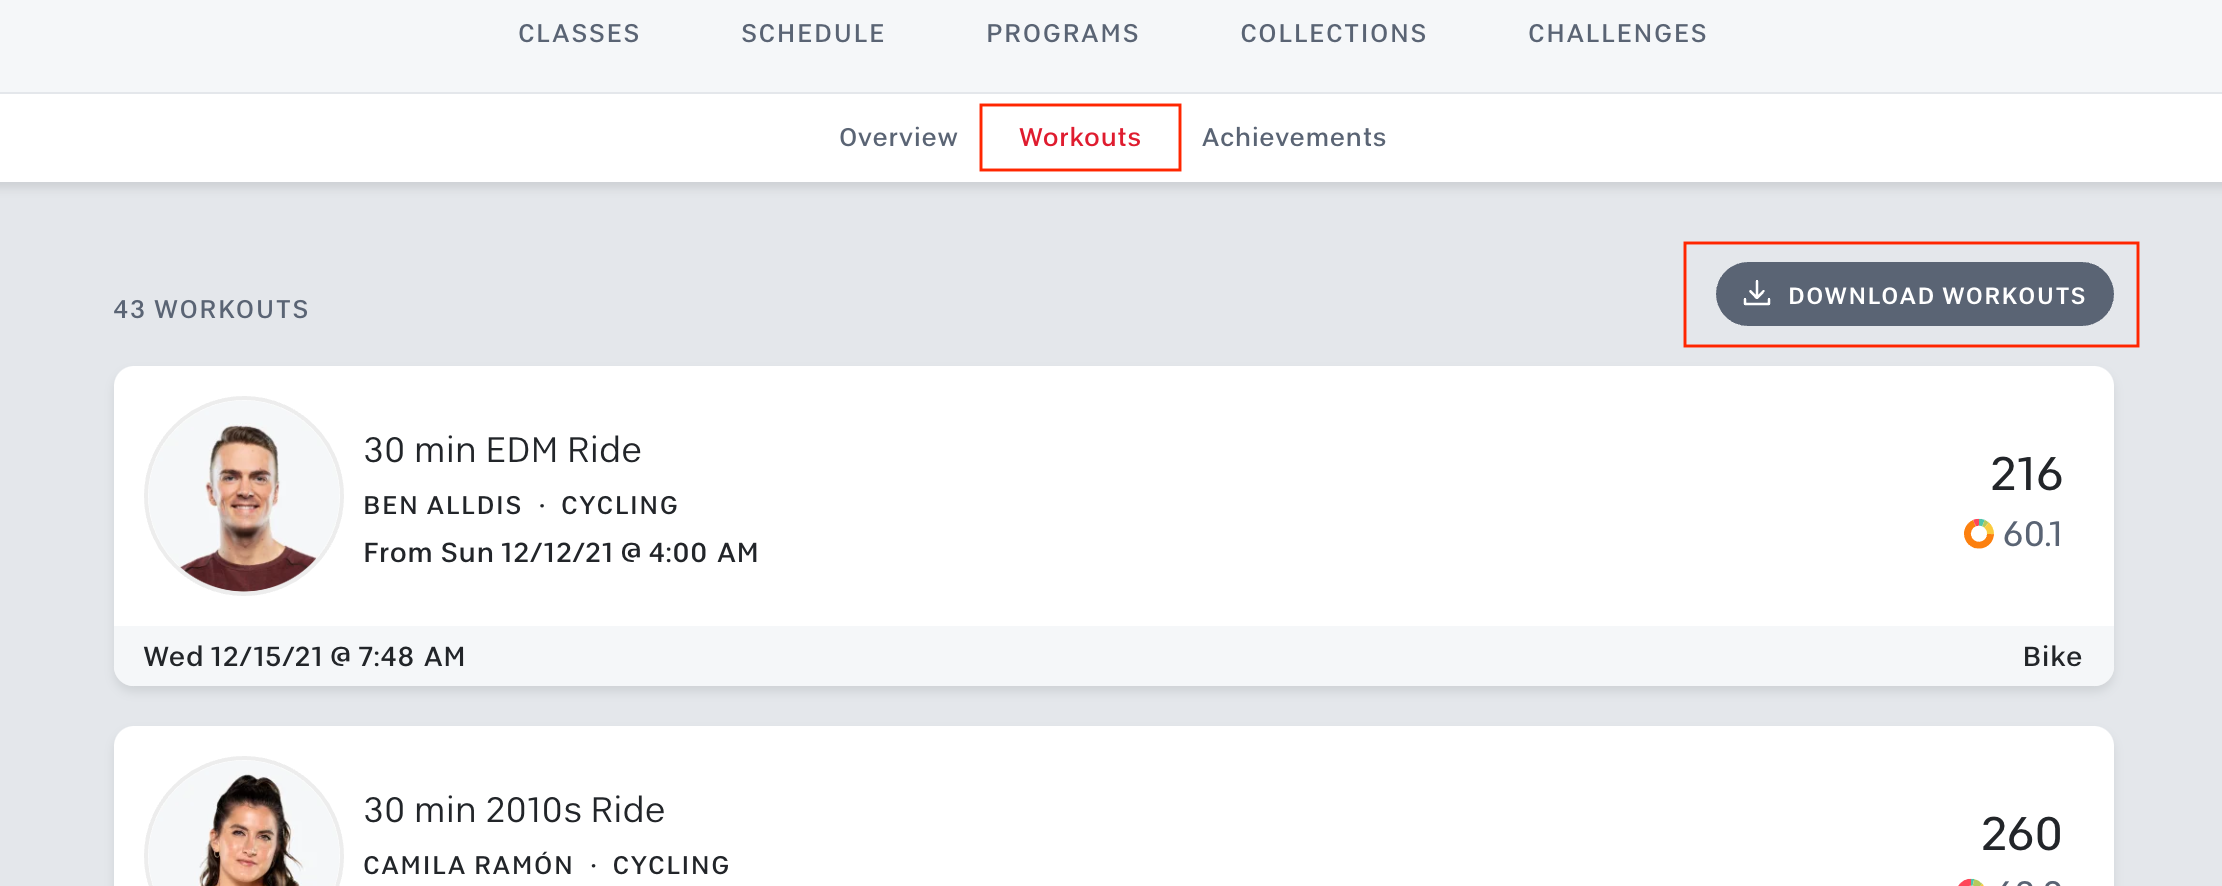 CLASSES SCHEDULE PROGRAMS COLLECTIONS CHALLENGES
Overview Workouts Achievements
43 WORKOUTS
DOWNLOAD WORKOUTS
30 min EDM Ride
BEN ALLDIS · CYCLING
From Sun 12/12/21 @ 4:00 AM
216
60.1
Wed 12/15/21 @ 7:48 AM
Bike
30 min 2010s Ride
CAMILA RAMÓN · CYCLING
260